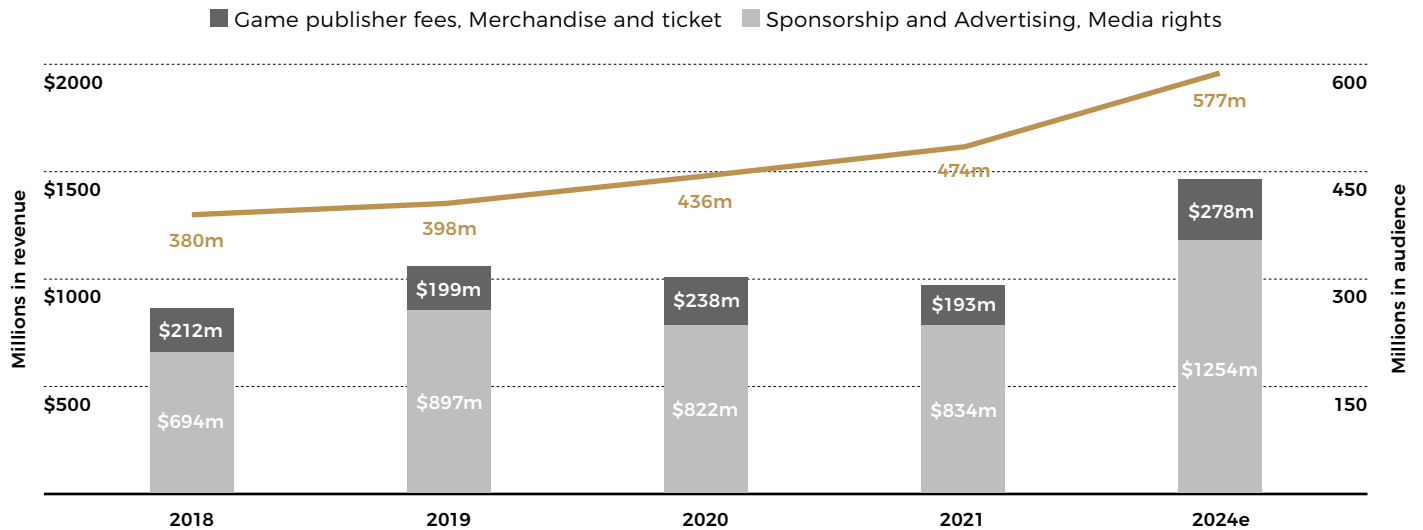 Game publisher fees, Merchandise and ticket Sponsorship and Advertising, Media rights
$2000 600
577m
$1500 474m 450
436m
398m
380m
$278m
$1000 $199m $238m $193m 300
$212m
$1254m
$500 $694m $897m $822m $834m 150
Millions in revenue
Millions in audience
2018 2019 2020 2021 2024e